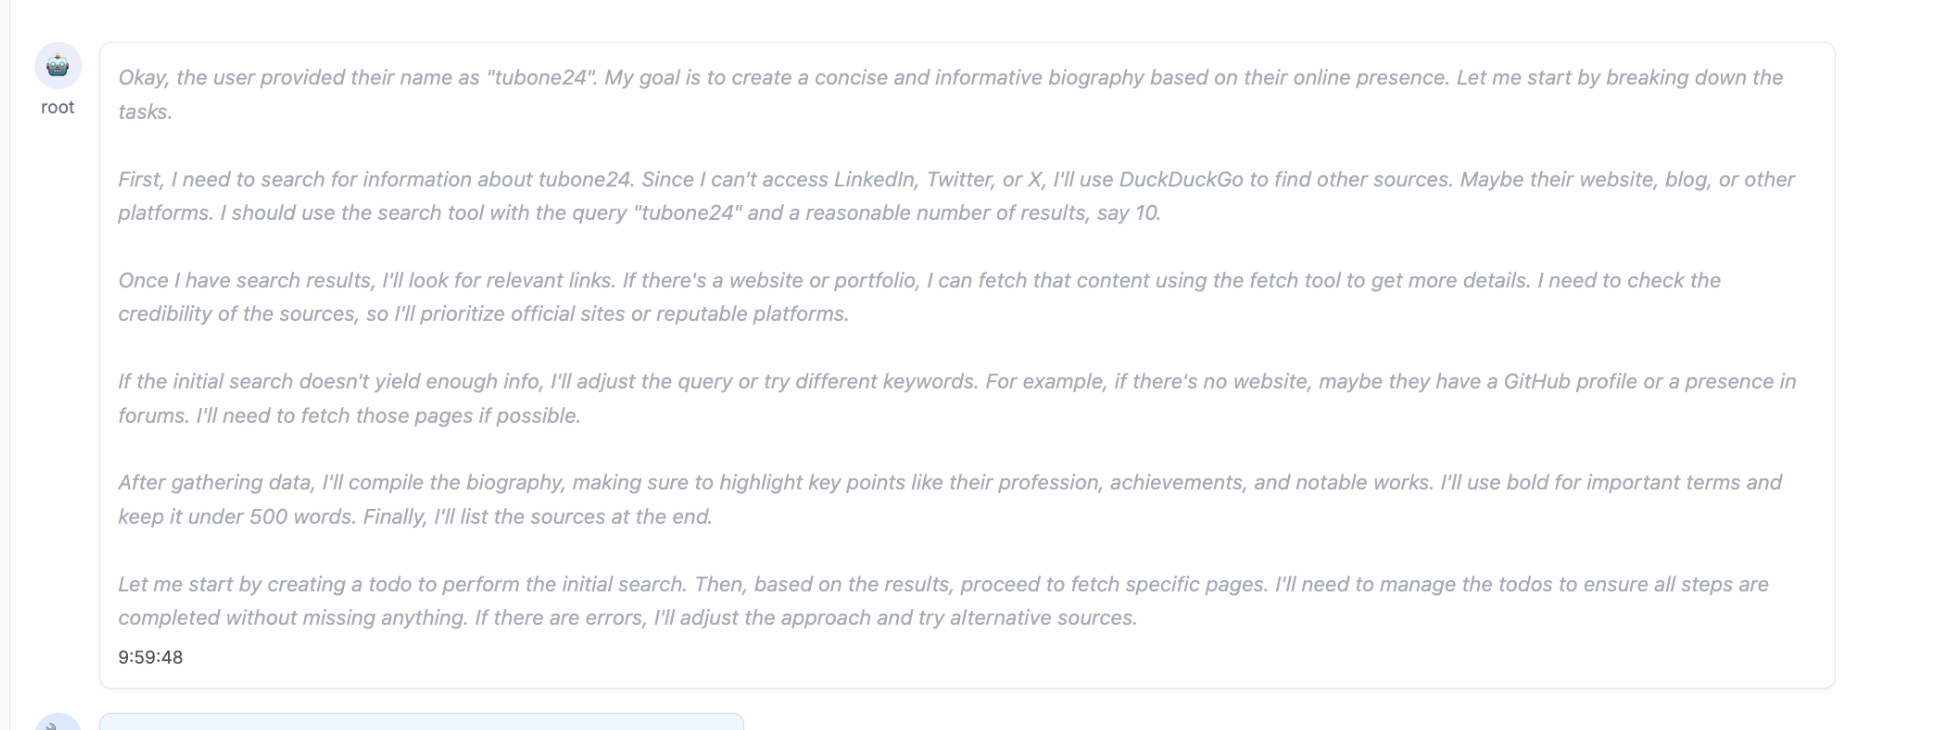 Okay, the user provided their name as "tubone24". My goal is to create a concise and informative biography based on their online presence. Let me start by breaking down the
tasks.
root
First, I need to search for information about tubone24. Since I can't access LinkedIn, Twitter, or X, I'll use DuckDuckGo to find other sources. Maybe their website, blog, or other
platforms. I should use the search tool with the query "tubone24" and a reasonable number of results, say 10.
Once I have search results, I'll look for relevant links. If there's a website or portfolio, I can fetch that content using the fetch tool to get more details. I need to check the
credibility of the sources, so I'll prioritize official sites or reputable platforms.
If the initial search doesn't yield enough info, I'll adjust the query or try different keywords. For example, if there's no website, maybe they have a GitHub profile or a presence in
forums. I'll need to fetch those pages if possible.
After gathering data, I'll compile the biography, making sure to highlight key points like their profession, achievements, and notable works. I'll use bold for important terms and
keep it under 500 words. Finally, I'll list the sources at the end.
Let me start by creating a todo to perform the initial search. Then, based on the results, proceed to fetch specific pages. I'll need to manage the todos to ensure all steps are
completed without missing anything. If there are errors, I'll adjust the approach and try alternative sources.
9:59:48